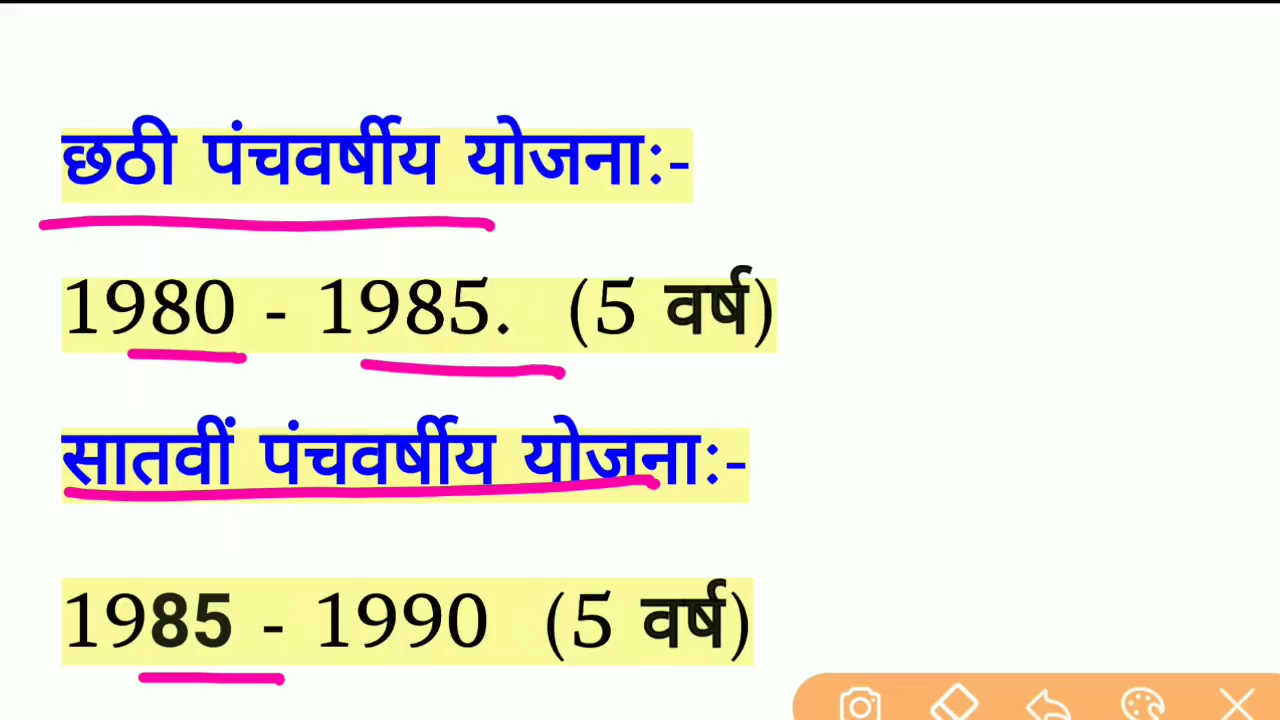 छठी पंचवर्षीय योजना:-
1980 - 1985. (5 वर्ष)
सातवीं पंचवर्षीय योजना:-
1985 - 1990 (5 वर्ष)